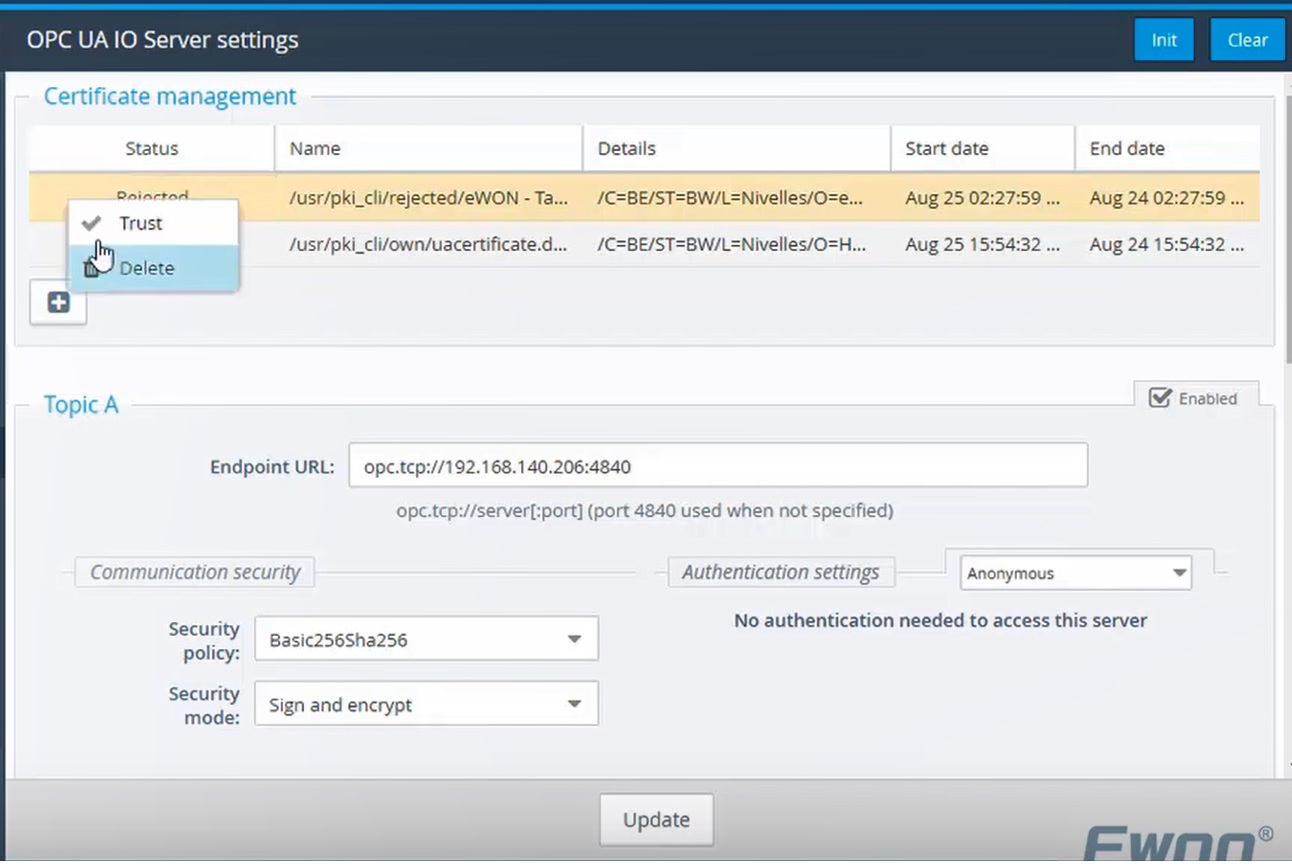 OPC UA IO Server settings
Init
Clear
Certificate management
Status
Name
Details
Start date
End date
Rejected
/usr/pki_cli/rejected/eWON - Ta...
/C=BE/ST=BW/L=Nivelles/O=e...
Aug 25 02:27:59 ...
Aug 24 02:27:59 ...
Trust
/usr/pki_cli/own/uacertificate.d...
/C=BE/ST=BW/L=Nivelles/O=H...
Aug 25 15:54:32 ...
Aug 24 15:54:32 ...
Delete
Topic A
Enabled
Endpoint URL:
opc.tcp://192.168.140.206:4840
opc.tcp://server[:port] (port 4840 used when not specified)
Communication security
Authentication settings
Anonymous
Security
policy:
Basic256Sha256
No authentication needed to access this server
Security
mode:
Sign and encrypt
Update
Ewon®